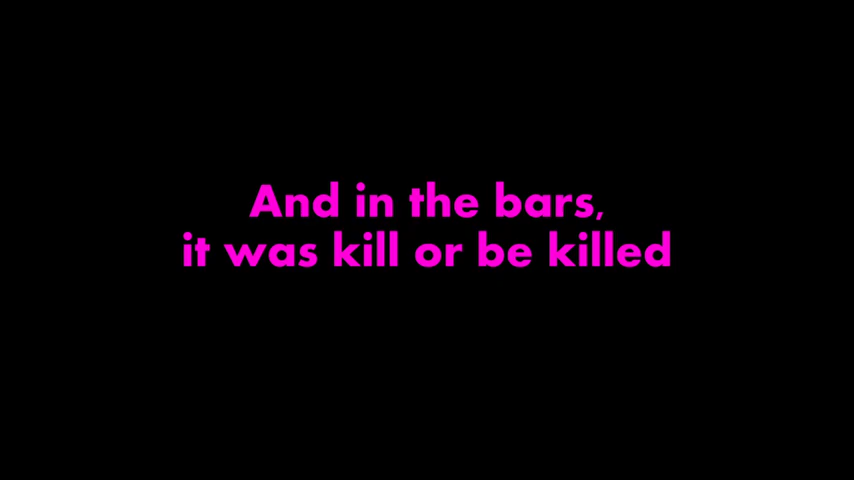 And in the bars,
it was kill or be killed